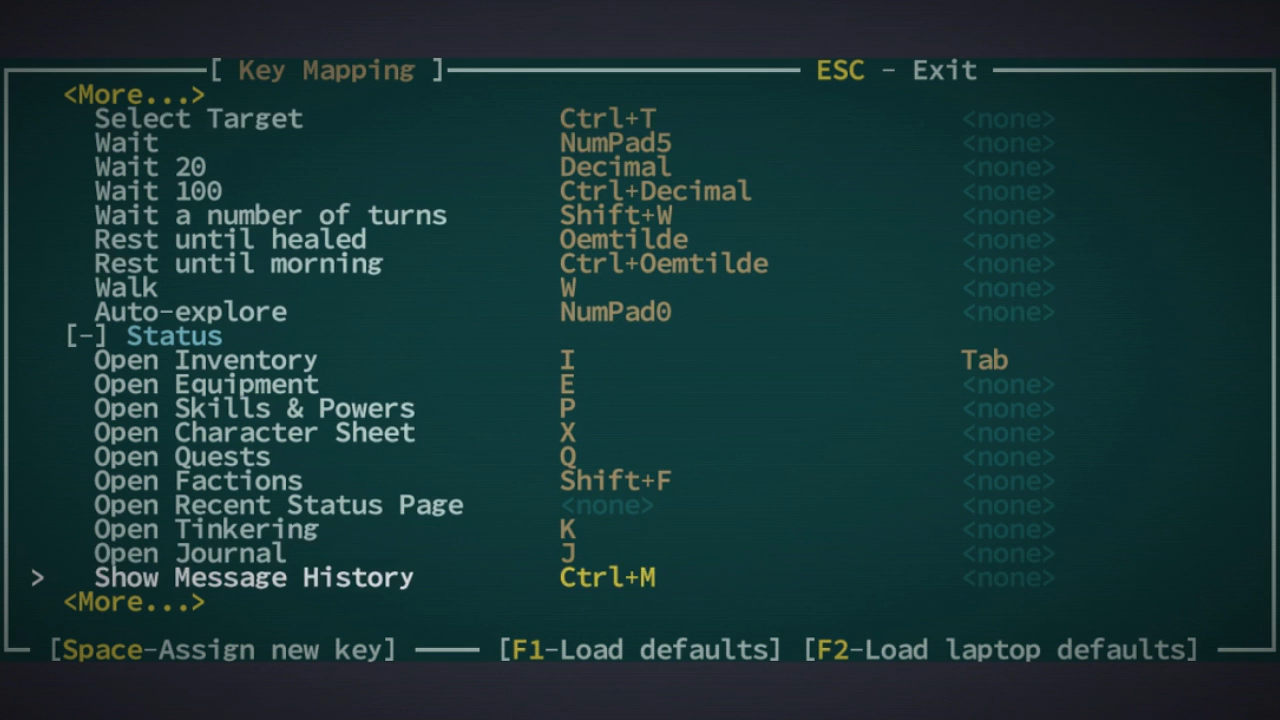 [ Key Mapping ] ESC - Exit
<More...>
Select Target Ctrl+T <none>
Wait NumPad5 <none>
Wait 20 Decimal <none>
Wait 100 Ctrl+Decimal <none>
Wait a number of turns Shift+W <none>
Rest until healed Oemtilde <none>
Rest until morning Ctrl+Oemtilde <none>
Walk W <none>
Auto-explore NumPad0 <none>
[-] Status
Open Inventory I Tab
Open Equipment E <none>
Open Skills & Powers P <none>
Open Character Sheet X <none>
Open Quests Q <none>
Open Factions Shift+F <none>
Open Recent Status Page <none>
Open Tinkering K <none>
Open Journal J <none>
> Show Message History Ctrl+M <none>
<More...>
[Space-Assign new key] [F1-Load defaults] [F2-Load laptop defaults]